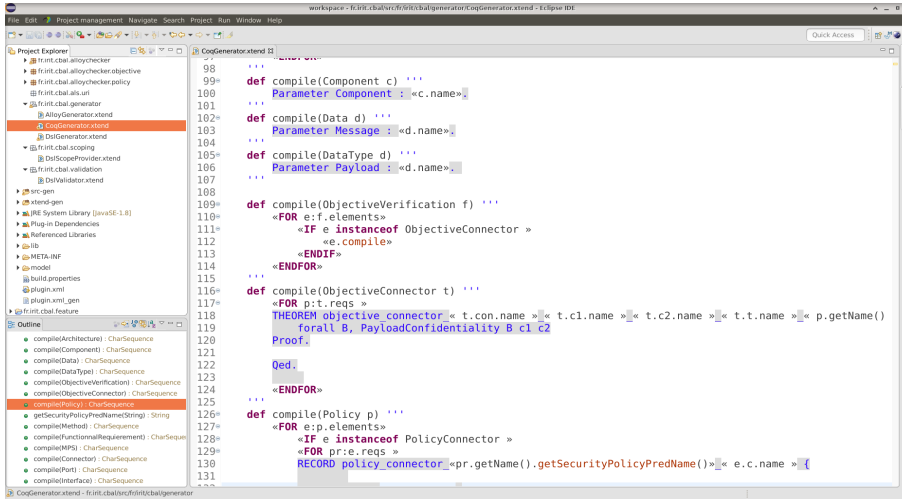 workspace - fr.irit.cbal/src/fr/irit/cbal/generator/CoqGenerator.xtend - Eclipse IDE
File Edit Project management Navigate Search Project Run Window Help
Quick Access
Project Explorer
fr.irit.cbal.alloychecker
fr.irit.cbal.alloychecker.objective
fr.irit.cbal.alloychecker.policy
fr.irit.cbal.als.uri
fr.irit.cbal.generator
AlloyGenerator.xtend
CoqGenerator.xtend
DslGenerator.xtend
fr.irit.cbal.scoping
DslScopeProvider.xtend
fr.irit.cbal.validation
DslValidator.xtend
src-gen
xtend-gen
JRE System Library [JavaSE-1.8]
Plug-in Dependencies
Referenced Libraries
lib
META-INF
model
build.properties
plugin.xml
plugin.xml_gen
fr.irit.cbal.feature
Outline
compile(Architecture) : CharSequence
compile(Component) : CharSequence
compile(Data) : CharSequence
compile(DataType) : CharSequence
compile(ObjectiveVerification) : CharSequence
compile(ObjectiveConnector) : CharSequence
compile(Policy) : CharSequence
getSecurityPolicyPredName(String) : String
compile(Method) : CharSequence
compile(FunctionnalRequierement) : CharSeque
compile(MPS) : CharSequence
compile(Connector) : CharSequence
compile(Port) : CharSequence
compile(Interface) : CharSequence
CoqGenerator.xtend
98 '''
99 def compile(Component c) '''
100 Parameter Component : «c.name».
101 '''
102 def compile(Data d) '''
103 Parameter Message : «d.name».
104 '''
105 def compile(DataType d) '''
106 Parameter Payload : «d.name».
107 '''
108
109 def compile(ObjectiveVerification f) '''
110 «FOR e:f.elements»
111 «IF e instanceof ObjectiveConnector »
112 «e.compile»
113 «ENDIF»
114 «ENDFOR»
115 '''
116 def compile(ObjectiveConnector t) '''
117 «FOR p:t.reqs »
118 THEOREM objective_connector_« t.con.name »_« t.c1.name »_« t.c2.name »_« t.t.name »_« p.getName()
119 forall B, PayloadConfidentiality B c1 c2
120 Proof.
121
122 Qed.
123
124 «ENDFOR»
125 '''
126 def compile(Policy p) '''
127 «FOR e:p.elements»
128 «IF e instanceof PolicyConnector »
129 «FOR pr:e.reqs »
130 RECORD policy_connector_«pr.getName().getSecurityPolicyPredName()»_« e.c.name » {
131
CoqGenerator.xtend - fr.irit.cbal/src/fr/irit/cbal/generator